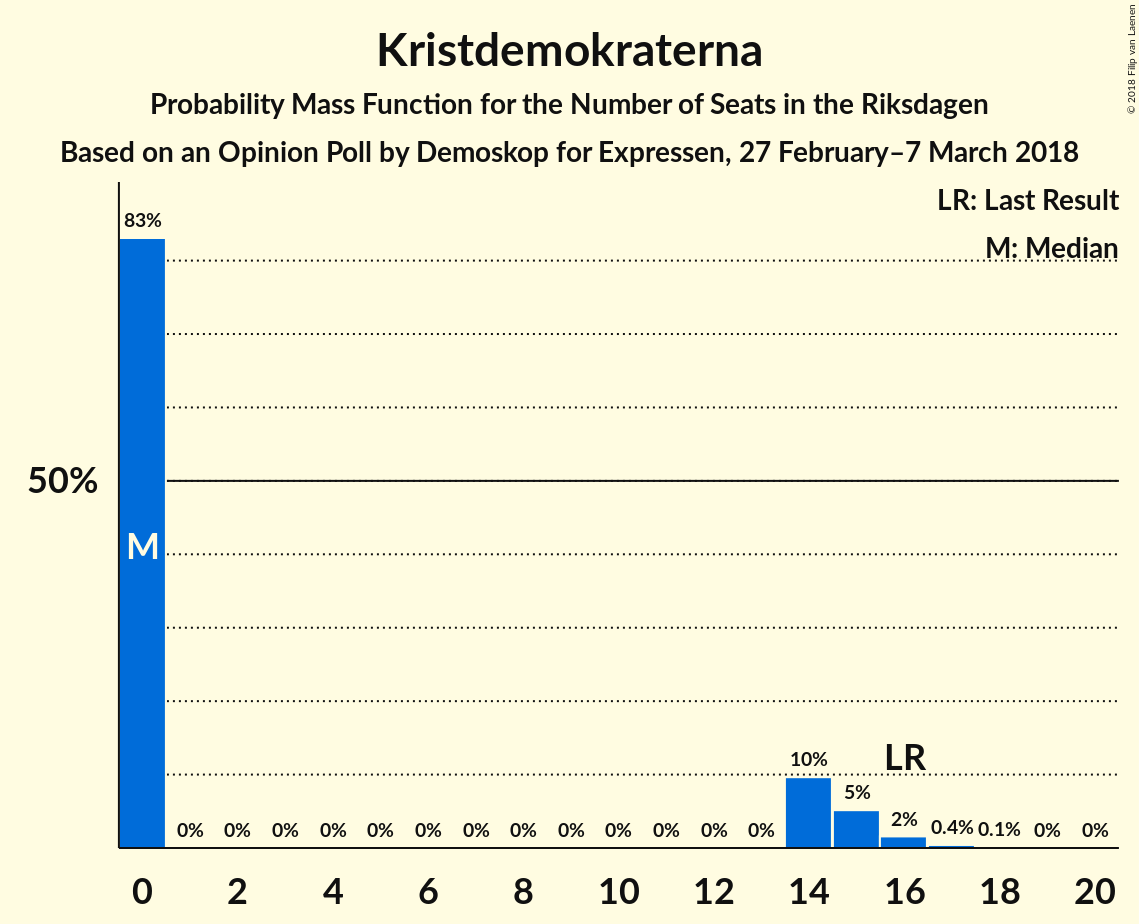 Kristdemokraterna
Probability Mass Function for the Number of Seats in the Riksdagen
Based on an Opinion Poll by Demoskop for Expressen, 27 February–7 March 2018
© 2018 Filip van Laenen
LR: Last Result
M: Median
83%
50%
M
LR
0% 0% 0% 0% 0% 0% 0% 0% 0% 0% 0% 0% 0% 10% 5% 2% 0.4% 0.1% 0% 0%
0 2 4 6 8 10 12 14 16 18 20